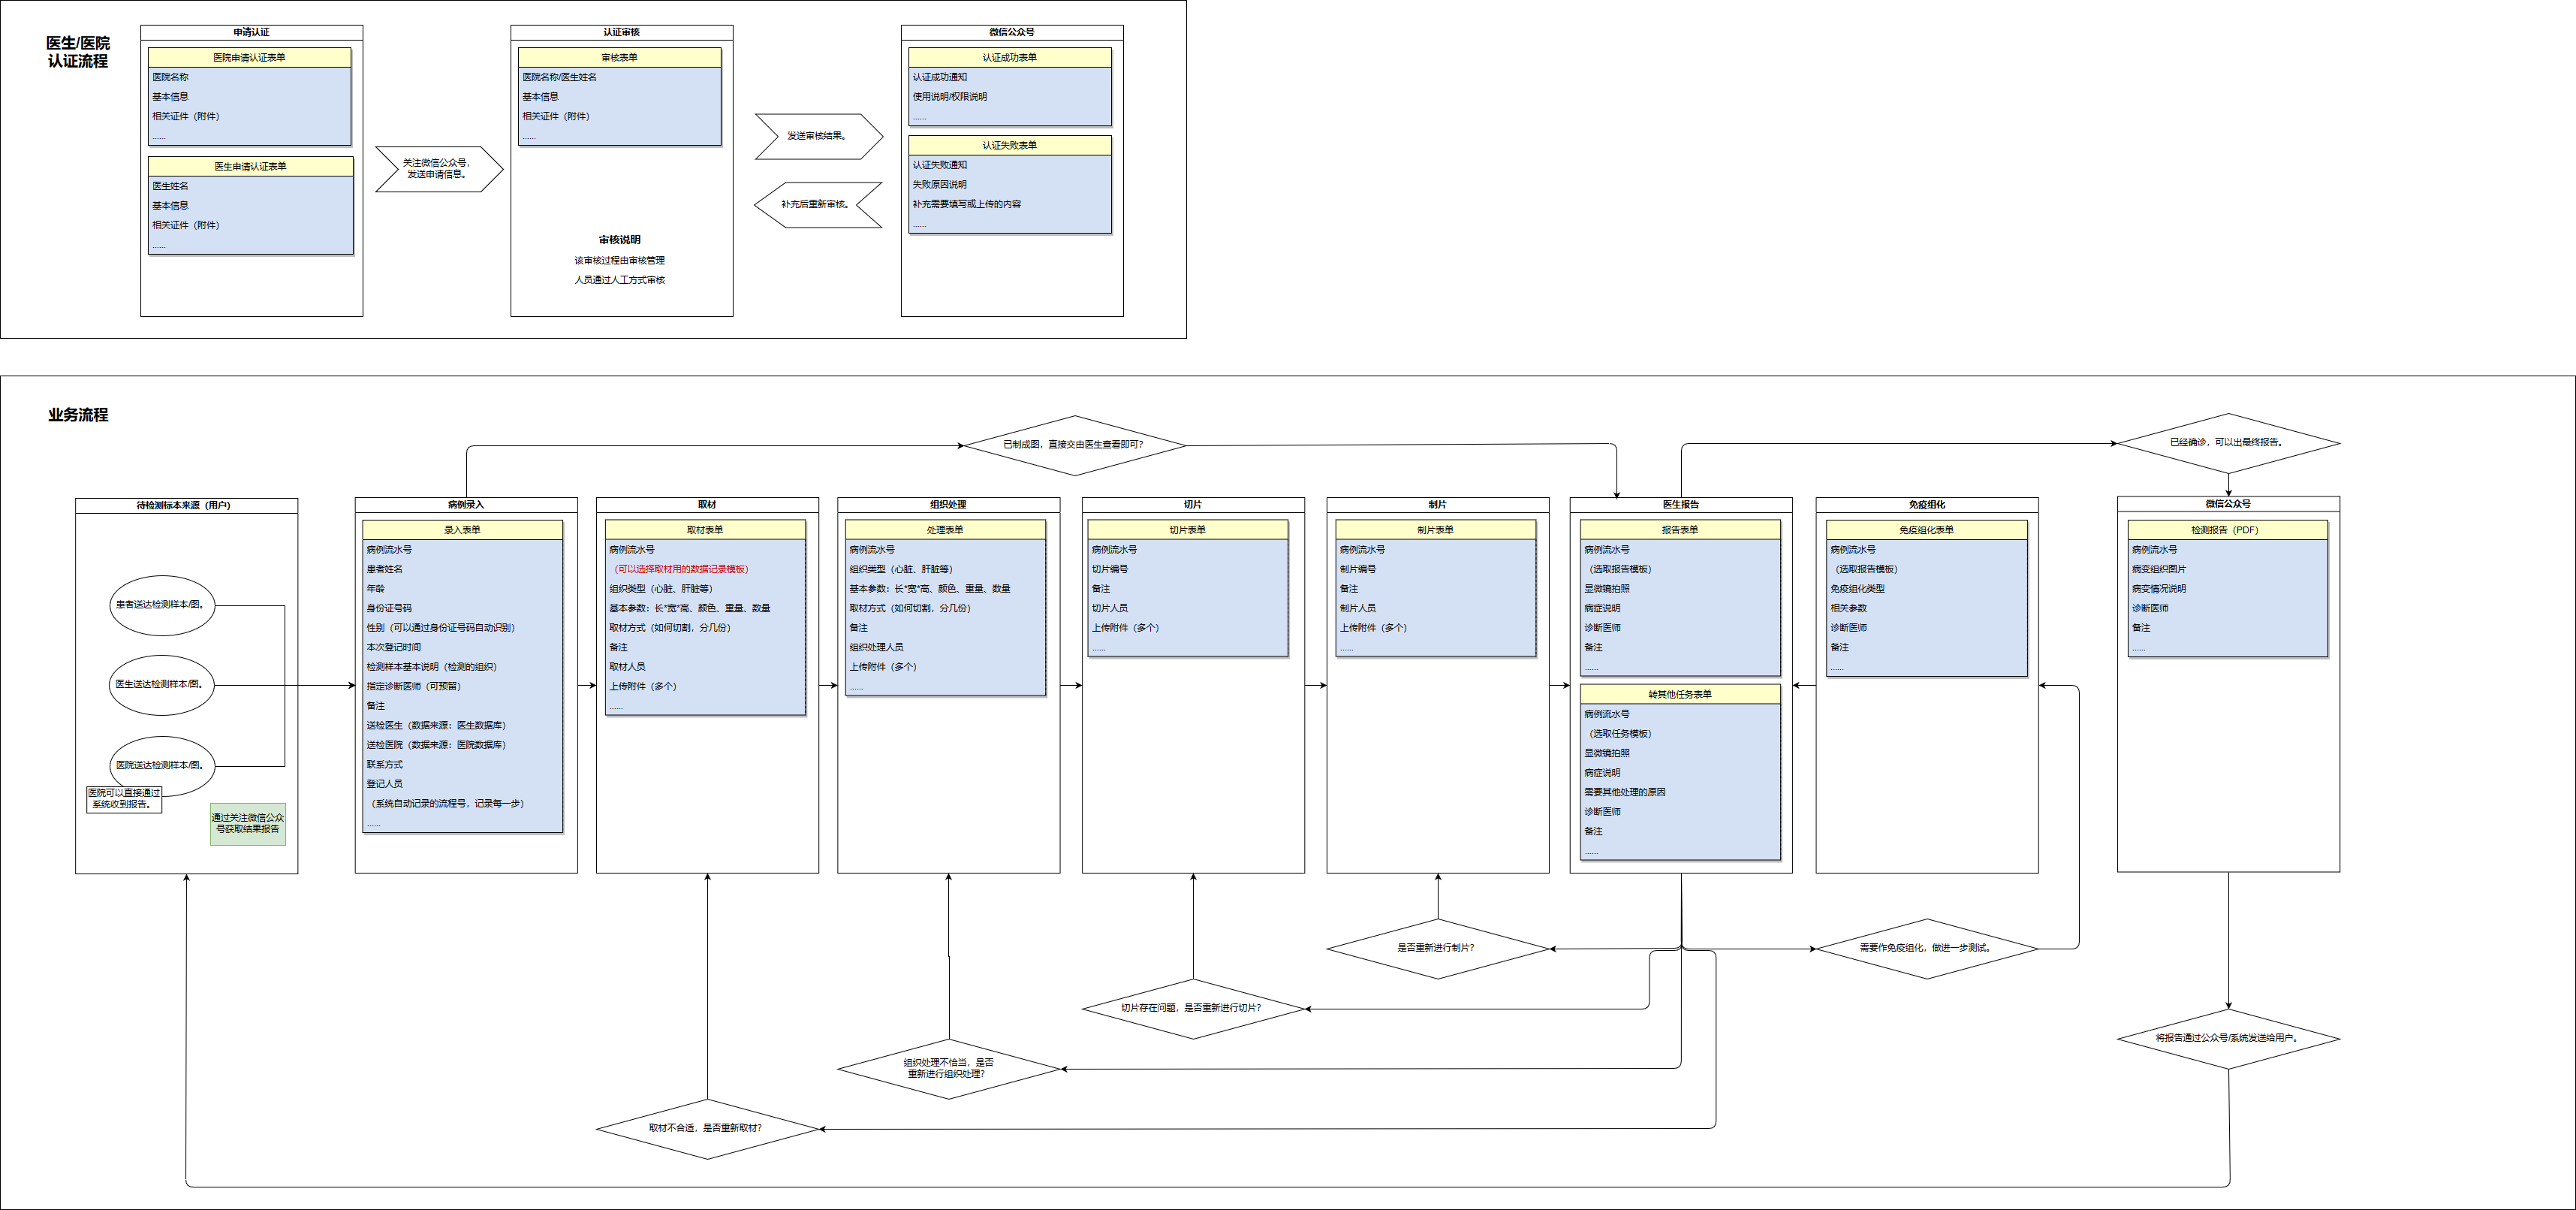 医生/医院
认证流程
申请认证
医院申请认证表单
医院名称
基本信息
相关证件（附件）
......
医生申请认证表单
医生姓名
基本信息
相关证件（附件）
......
关注微信公众号，
发送申请信息。
认证审核
审核表单
医院名称/医生姓名
基本信息
相关证件（附件）
......
审核说明
该审核过程由审核管理
人员通过人工方式审核
发送审核结果。
补充后重新审核。
微信公众号
认证成功表单
认证成功通知
使用说明/权限说明
......
认证失败表单
认证失败通知
失败原因说明
补充需要填写或上传的内容
......
业务流程
已制成图，直接交由医生查看即可？
已经确诊，可以出最终报告。
待检测标本来源（用户）
患者送达检测样本/图。
医生送达检测样本/图。
医院送达检测样本/图。
医院可以直接通过
系统收到报告。
通过关注微信公众
号获取结果报告
病例录入
录入表单
病例流水号
患者姓名
年龄
身份证号码
性别（可以通过身份证号码自动识别）
本次登记时间
检测样本基本说明（检测的组织）
指定诊断医师（可预留）
备注
送检医生（数据来源：医生数据库）
送检医院（数据来源：医院数据库）
联系方式
登记人员
（系统自动记录的流程号，记录每一步）
......
取材
取材表单
病例流水号
（可以选择取材用的数据记录模板）
组织类型（心脏、肝脏等）
基本参数：长*宽*高、颜色、重量、数量
取材方式（如何切割，分几份）
备注
取材人员
上传附件（多个）
......
组织处理
处理表单
病例流水号
组织类型（心脏、肝脏等）
基本参数：长*宽*高、颜色、重量、数量
取材方式（如何切割，分几份）
备注
组织处理人员
上传附件（多个）
......
切片
切片表单
病例流水号
切片编号
备注
切片人员
上传附件（多个）
......
制片
制片表单
病例流水号
制片编号
备注
制片人员
上传附件（多个）
......
医生报告
报告表单
病例流水号
（选取报告模板）
显微镜拍照
病症说明
诊断医师
备注
......
转其他任务表单
病例流水号
（选取任务模板）
显微镜拍照
病症说明
需要其他处理的原因
诊断医师
备注
......
免疫组化
免疫组化表单
病例流水号
（选取报告模板）
免疫组化类型
相关参数
诊断医师
备注
......
微信公众号
检测报告（PDF）
病例流水号
病变组织图片
病变情况说明
诊断医师
备注
......
是否重新进行制片？
需要作免疫组化，做进一步测试。
切片存在问题，是否重新进行切片？
组织处理不恰当，是否
重新进行组织处理？
将报告通过公众号/系统发送给用户。
取材不合适，是否重新取材？